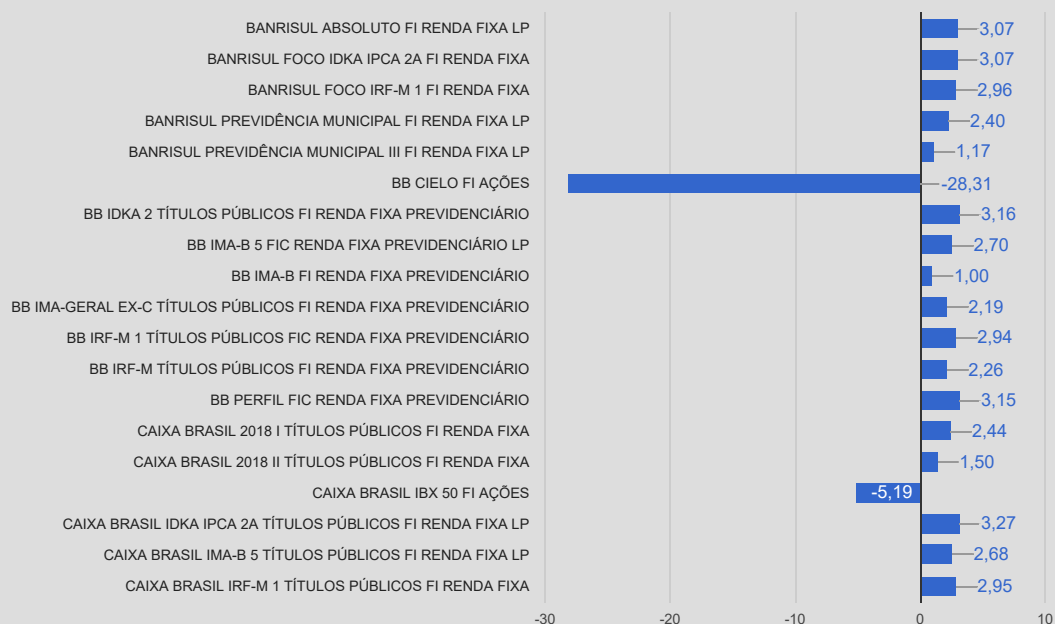 BANRISUL ABSOLUTO FI RENDA FIXA LP 3,07
BANRISUL FOCO IDKA IPCA 2A FI RENDA FIXA 3,07
BANRISUL FOCO IRF-M 1 FI RENDA FIXA 2,96
BANRISUL PREVIDÊNCIA MUNICIPAL FI RENDA FIXA LP 2,40
BANRISUL PREVIDÊNCIA MUNICIPAL III FI RENDA FIXA LP 1,17
BB CIELO FI AÇÕES -28,31
BB IDKA 2 TÍTULOS PÚBLICOS FI RENDA FIXA PREVIDENCIÁRIO 3,16
BB IMA-B 5 FIC RENDA FIXA PREVIDENCIÁRIO LP 2,70
BB IMA-B FI RENDA FIXA PREVIDENCIÁRIO 1,00
BB IMA-GERAL EX-C TÍTULOS PÚBLICOS FI RENDA FIXA PREVIDENCIÁRIO 2,19
BB IRF-M 1 TÍTULOS PÚBLICOS FIC RENDA FIXA PREVIDENCIÁRIO 2,94
BB IRF-M TÍTULOS PÚBLICOS FI RENDA FIXA PREVIDENCIÁRIO 2,26
BB PERFIL FIC RENDA FIXA PREVIDENCIÁRIO 3,15
CAIXA BRASIL 2018 I TÍTULOS PÚBLICOS FI RENDA FIXA 2,44
CAIXA BRASIL 2018 II TÍTULOS PÚBLICOS FI RENDA FIXA 1,50
CAIXA BRASIL IBX 50 FI AÇÕES -5,19
CAIXA BRASIL IDKA IPCA 2A TÍTULOS PÚBLICOS FI RENDA FIXA LP 3,27
CAIXA BRASIL IMA-B 5 TÍTULOS PÚBLICOS FI RENDA FIXA LP 2,68
CAIXA BRASIL IRF-M 1 TÍTULOS PÚBLICOS FI RENDA FIXA 2,95
-30 -20 -10 0 10